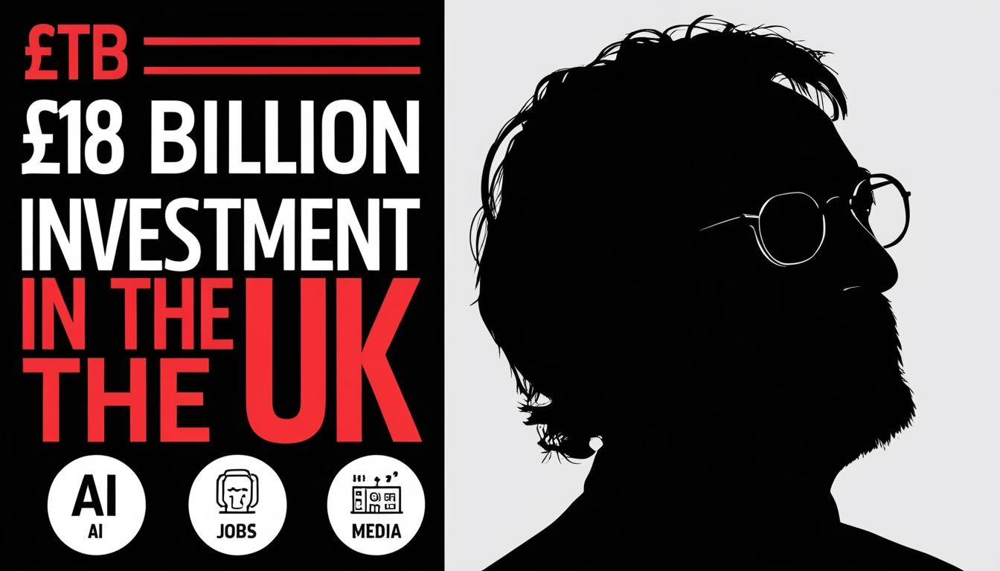 £TB
£18 BILLION
INVESTMENT
IN THE UK
THE
AI
AI
JOBS
MEDIA